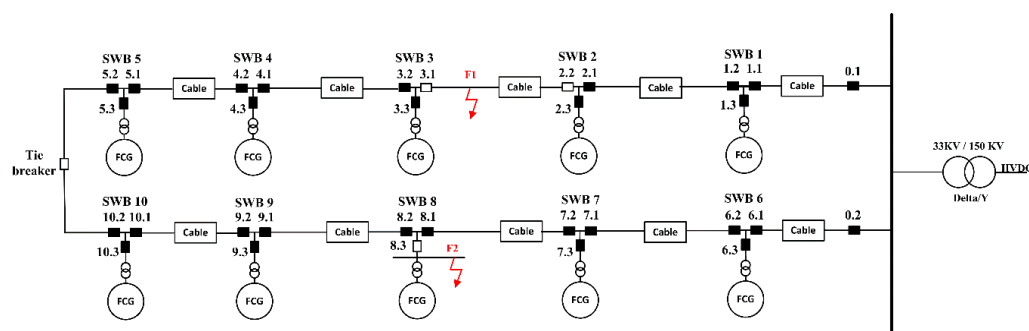 SWB 5
SWB 4
SWB 3
SWB 2
SWB 1
5.2 5.1
4.2 4.1
3.2 3.1
F1
2.2 2.1
1.2 1.1
0.1
Cable
Cable
Cable
Cable
Cable
5.3
4.3
3.3
2.3
1.3
FCG
FCG
FCG
FCG
FCG
Tie
breaker
33KV / 150 KV
HVDC
Delta/Y
SWB 10
SWB 9
SWB 8
SWB 7
SWB 6
10.2 10.1
9.2 9.1
8.2 8.1
7.2 7.1
6.2 6.1
0.2
Cable
Cable
Cable
Cable
Cable
10.3
9.3
8.3
F2
7.3
6.3
FCG
FCG
FCG
FCG
FCG